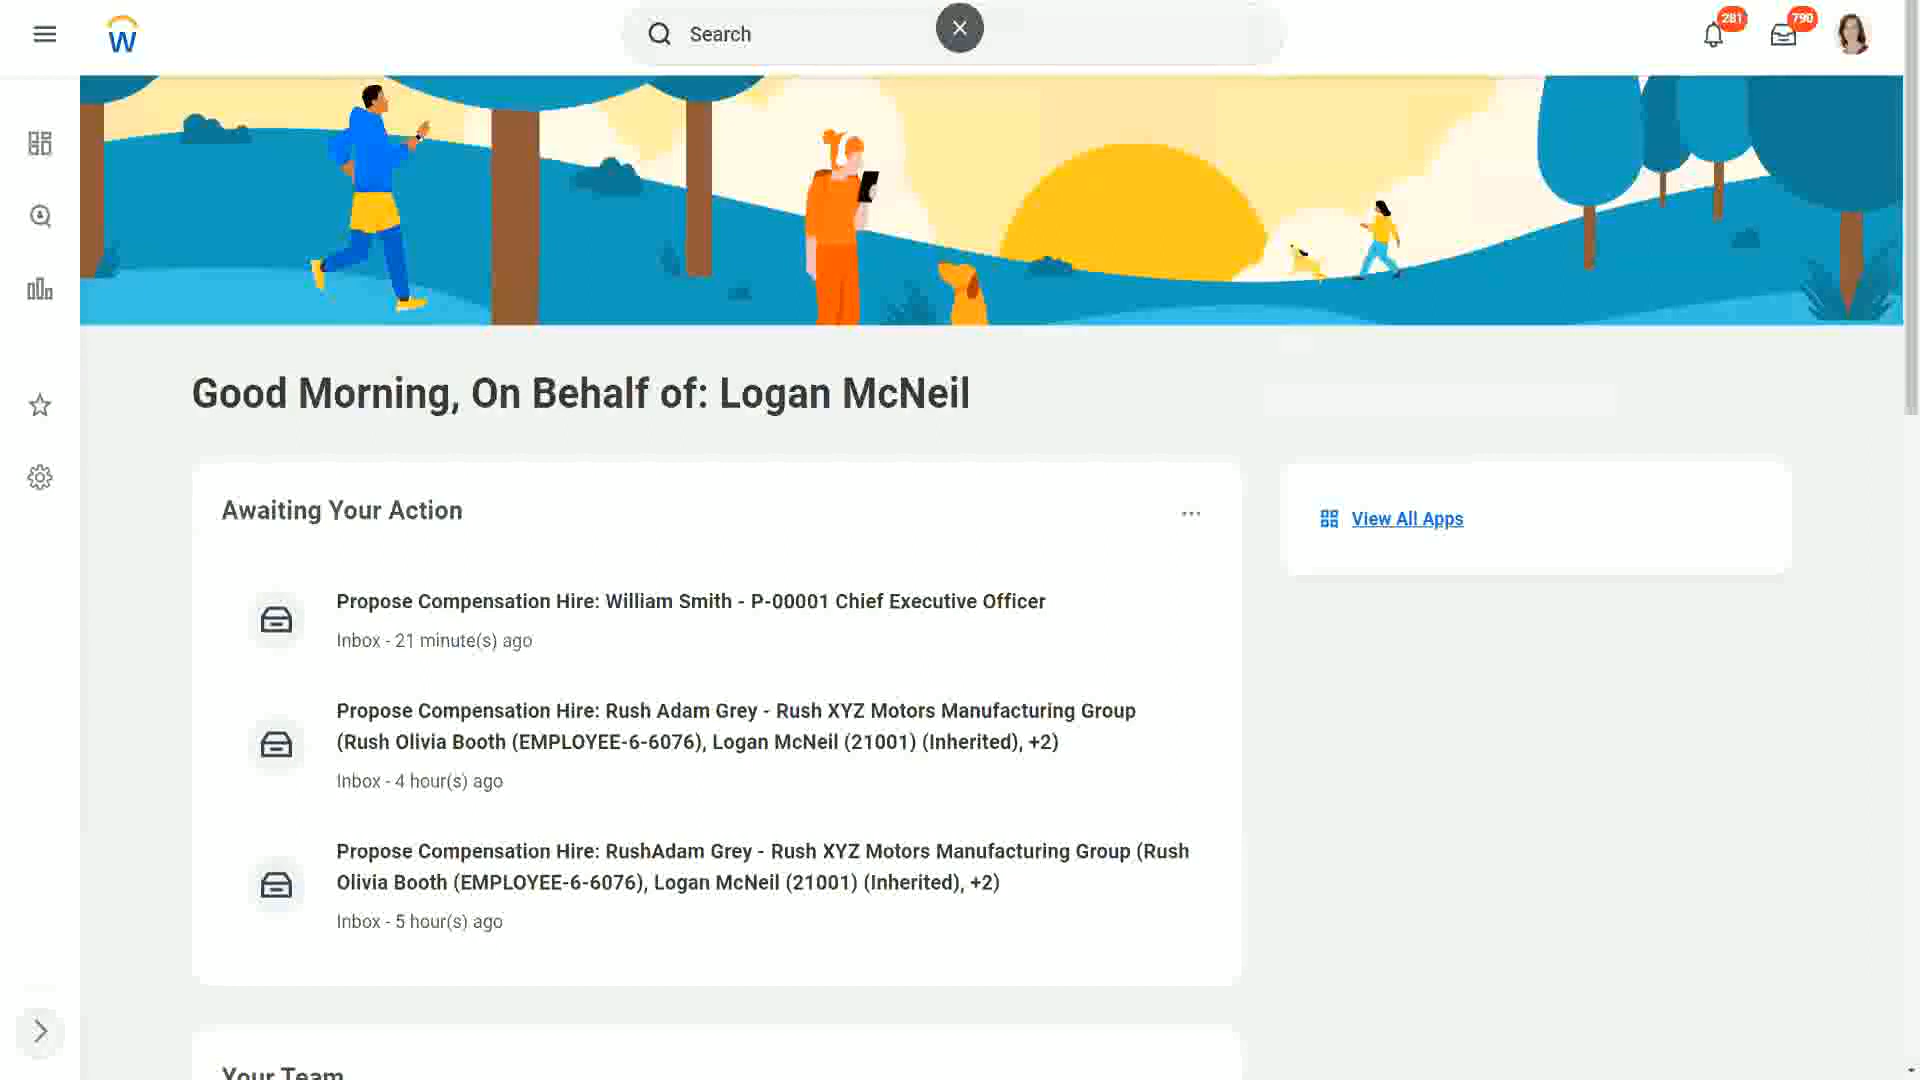 W
Search
281
790
Good Morning, On Behalf of: Logan McNeil
Awaiting Your Action
View All Apps
Propose Compensation Hire: William Smith - P-00001 Chief Executive Officer
Inbox - 21 minute(s) ago
Propose Compensation Hire: Rush Adam Grey - Rush XYZ Motors Manufacturing Group
(Rush Olivia Booth (EMPLOYEE-6-6076), Logan McNeil (21001) (Inherited), +2)
Inbox - 4 hour(s) ago
Propose Compensation Hire: RushAdam Grey - Rush XYZ Motors Manufacturing Group (Rush
Olivia Booth (EMPLOYEE-6-6076), Logan McNeil (21001) (Inherited), +2)
Inbox - 5 hour(s) ago
Your Team